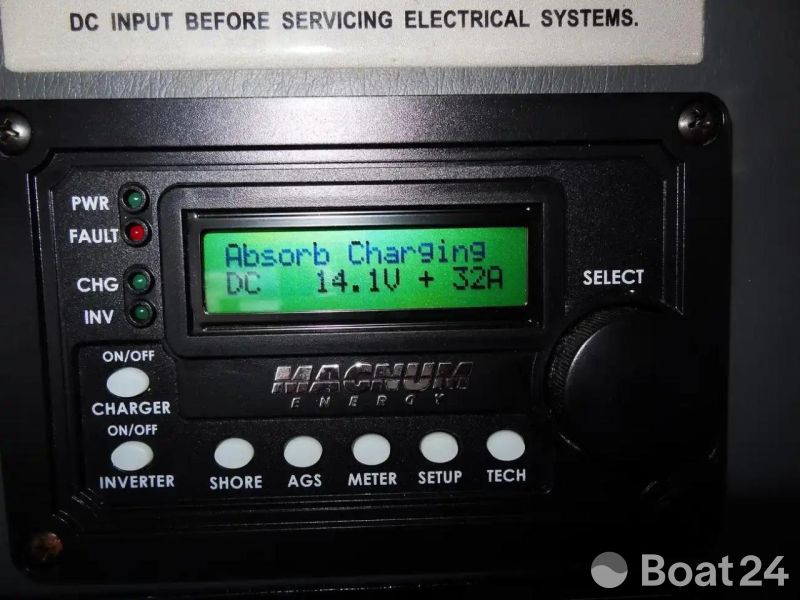 DC INPUT BEFORE SERVICING ELECTRICAL SYSTEMS.
PWR
FAULT
CHG
INV
Absorb Charging
DC 14.1V + 32A
SELECT
ON/OFF
CHARGER
ON/OFF
INVERTER
MAGNUM
ENERGY
SHORE
AGS
METER
SETUP
TECH
Boat24